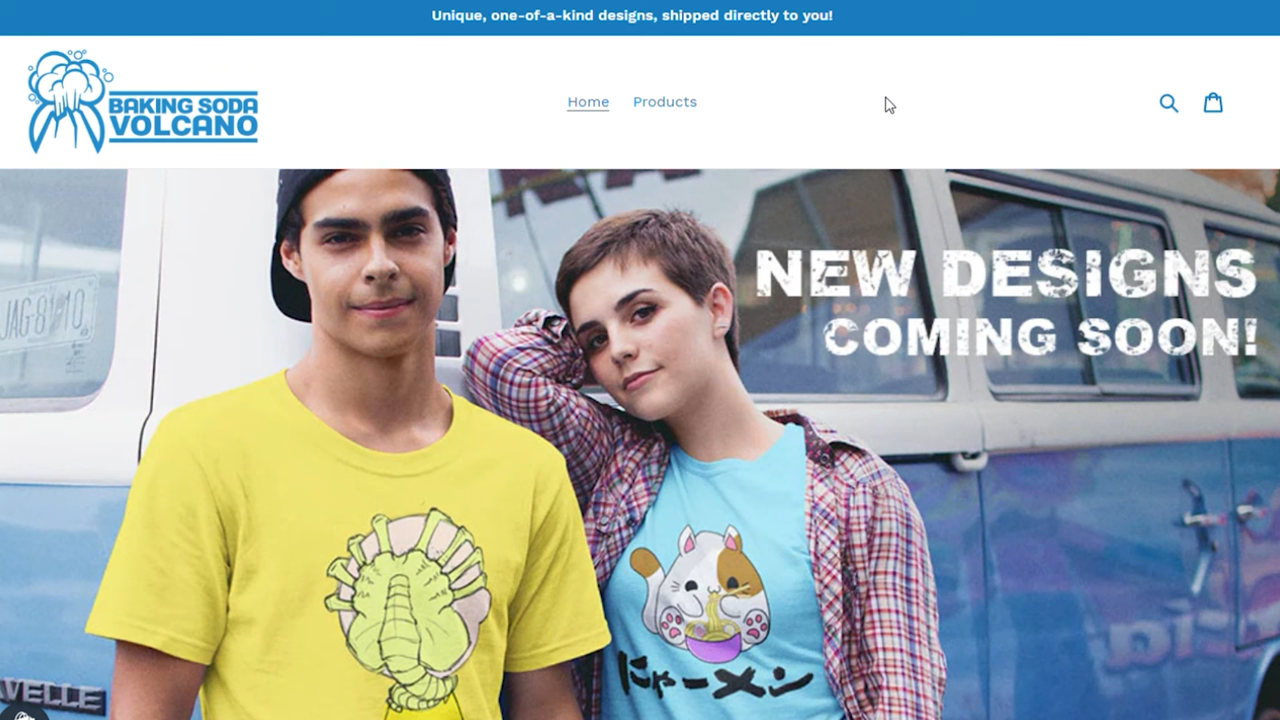 Unique, one-of-a-kind designs, shipped directly to you!
BAKING SODA
VOLCANO
Home Products
NEW DESIGNS
COMING SOON!
にゃーメン